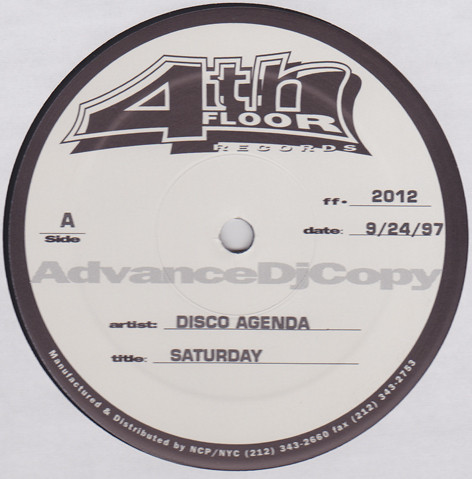 4th
FLOOR
RECORDS
ff- 2012
A
Side
date: 9/24/97
AdvanceDjCopy
artist: DISCO AGENDA
title: SATURDAY
Manufactured & Distributed by NCP/NYC (212) 343-2660 fax (212) 343-2753